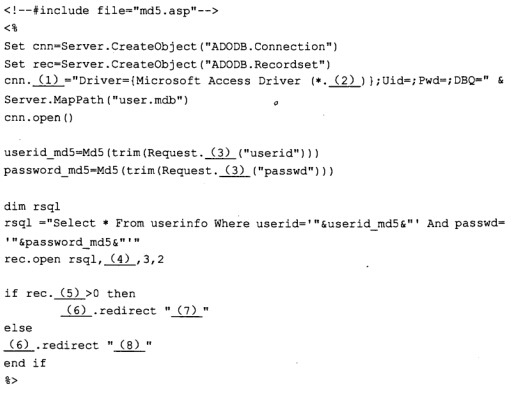 <!--#include file="md5.asp"-->
<%
Set cnn=Server.CreateObject("ADODB.Connection")
Set rec=Server.CreateObject("ADODB.Recordset")
cnn. (1) ="Driver={Microsoft Access Driver (*. (2) )};Uid=;Pwd=;DBQ=" &
Server.MapPath("user.mdb")
cnn.open()
userid_md5=Md5(trim(Request. (3) ("userid")))
password_md5=Md5(trim(Request. (3) ("passwd")))
dim rsql
rsql ="Select * From userinfo Where userid='"&userid_md5&"' And passwd=
'"&password_md5&"'"
rec.open rsql, (4) ,3,2
if rec. (5) >0 then
(6) .redirect " (7) "
else
(6) .redirect " (8) "
end if
%>